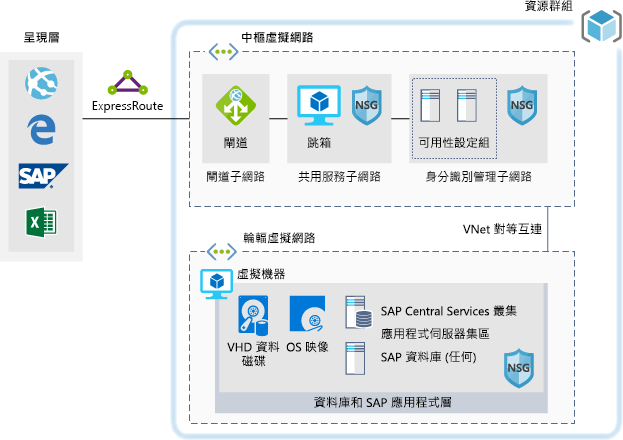 資源群組
呈現層
SAP
ExpressRoute
中樞虛擬網路
閘道
閘道子網路
跳箱
NSG
共用服務子網路
可用性設定組
NSG
身分識別管理子網路
VNet 對等互連
輪輻虛擬網路
虛擬機器
VHD 資料
磁碟
OS 映像
SAP Central Services 叢集
應用程式伺服器集區
SAP 資料庫 (任何)
NSG
資料庫和 SAP 應用程式層